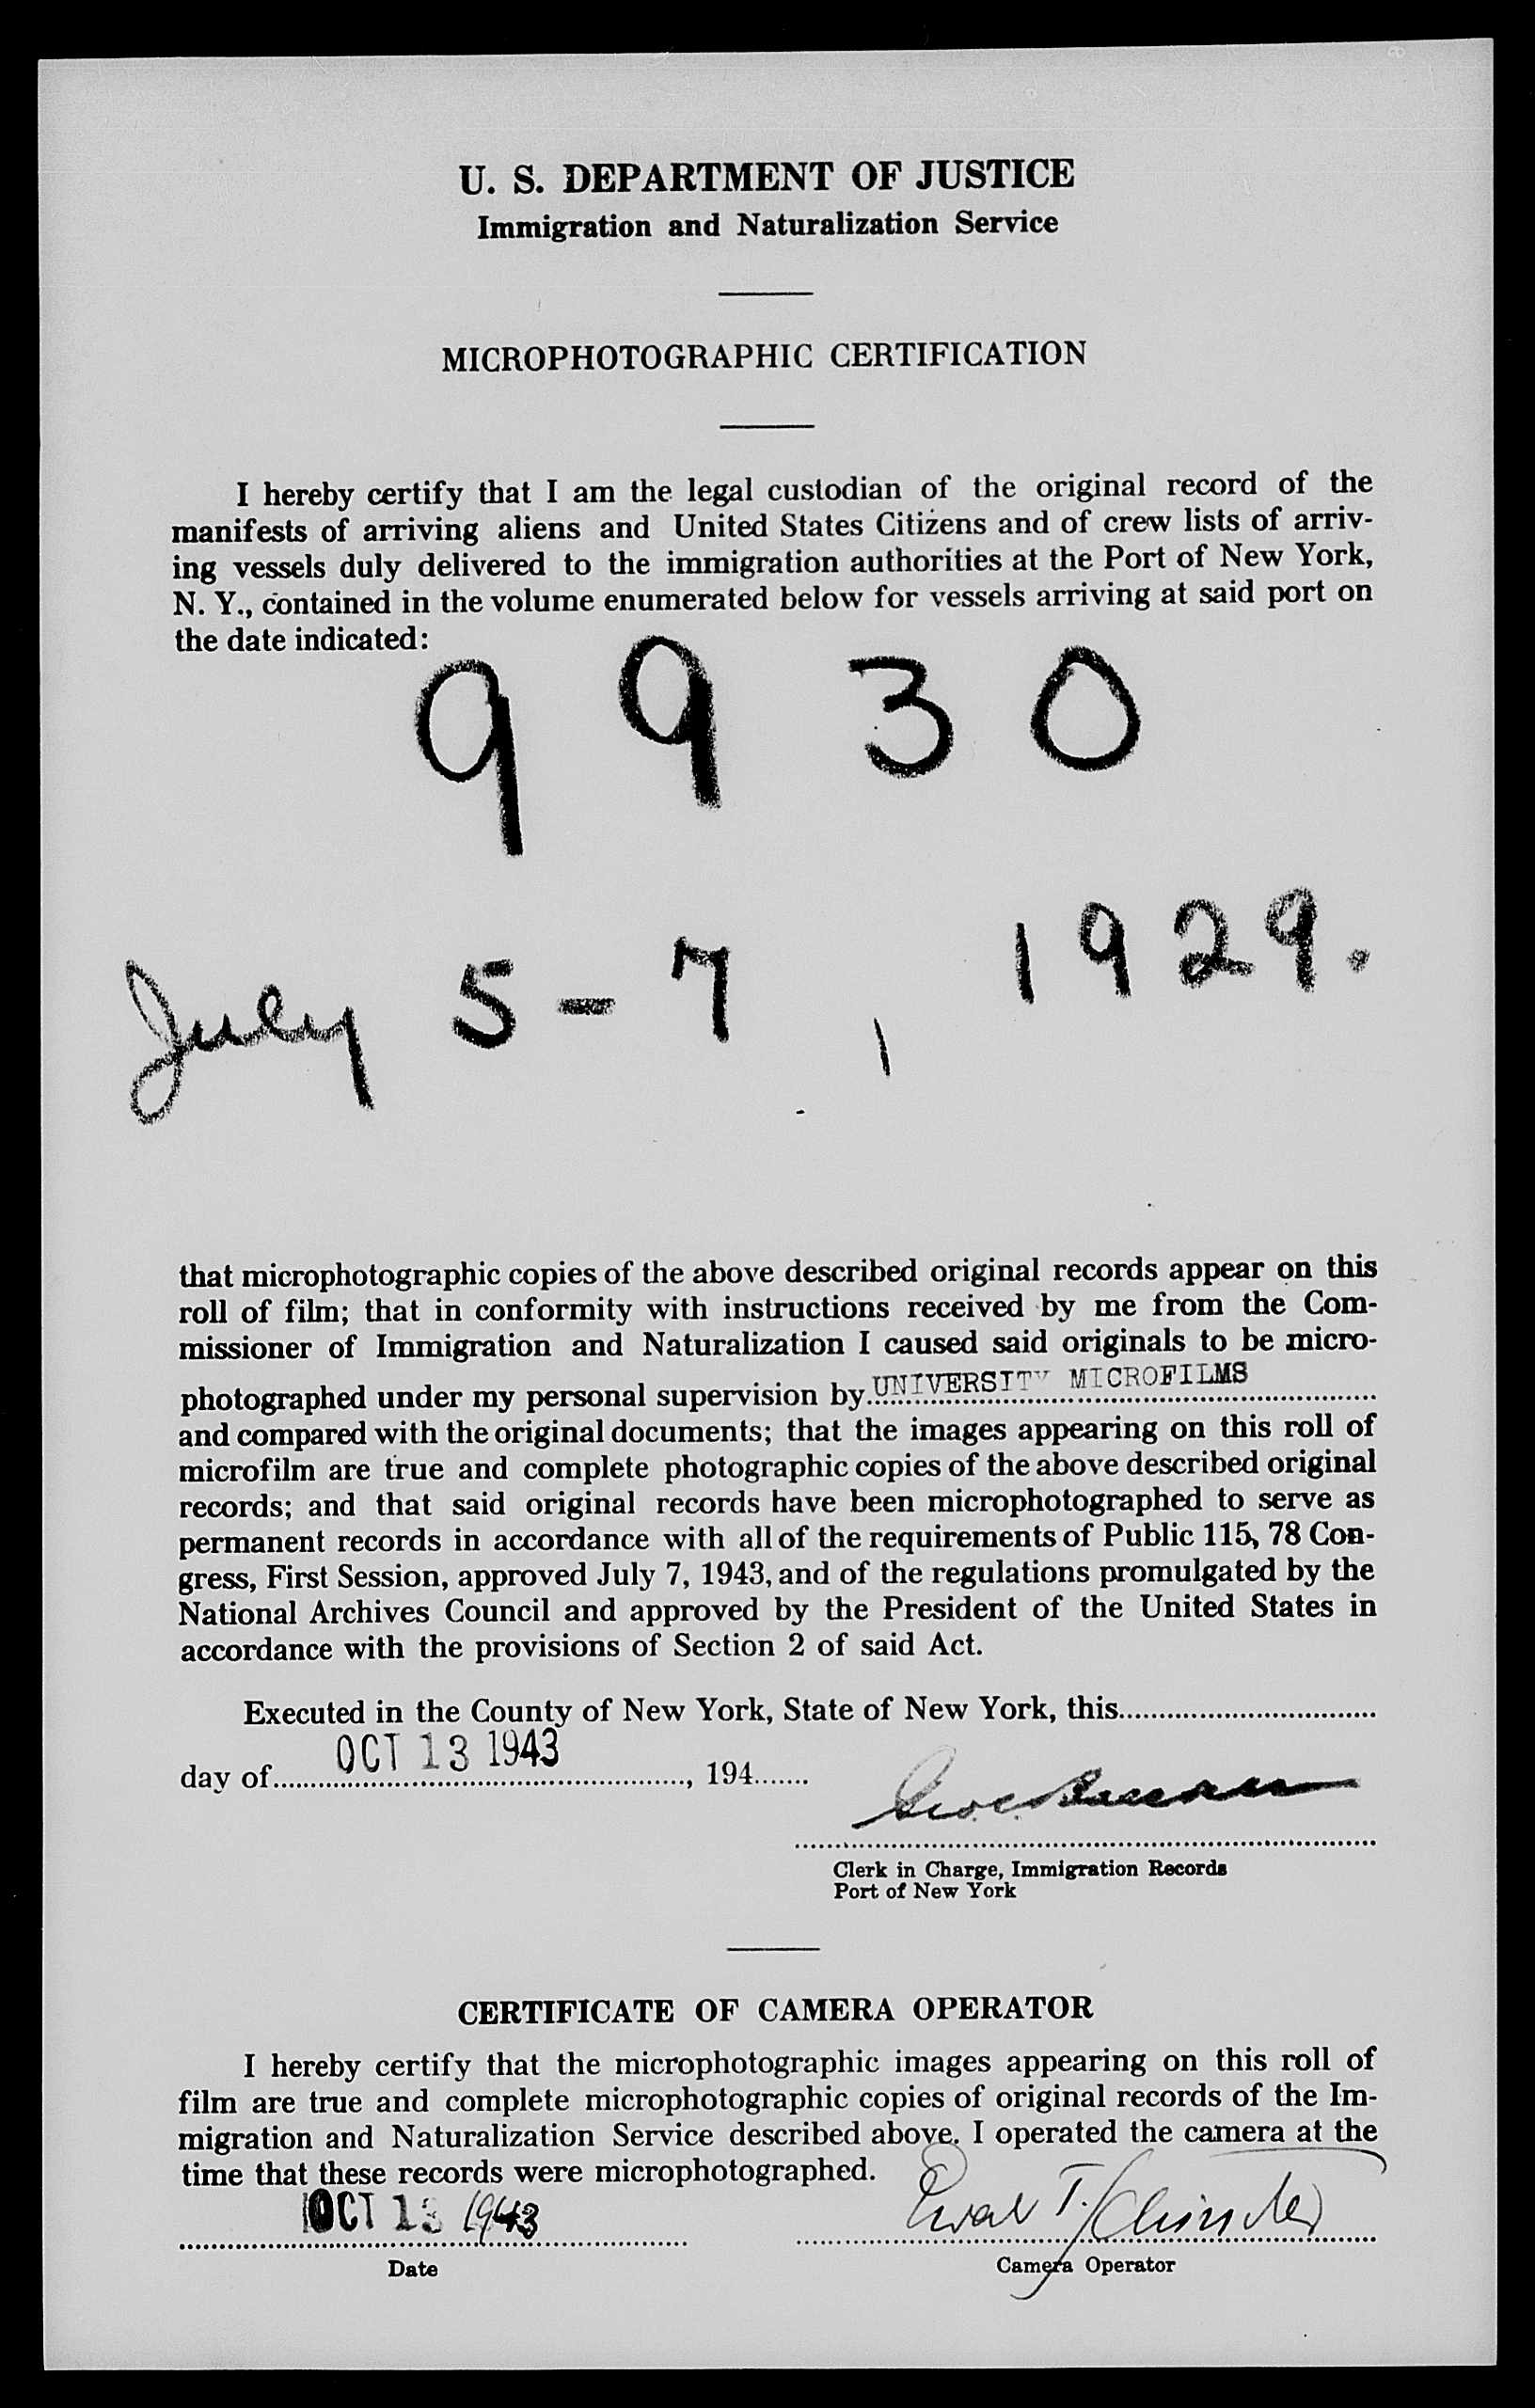 U. S. DEPARTMENT OF JUSTICE
Immigration and Naturalization Service
MICROPHOTOGRAPHIC CERTIFICATION
I hereby certify that I am the legal custodian of the original record of the
manifests of arriving aliens and United States Citizens and of crew lists of arriv-
ing vessels duly delivered to the immigration authorities at the Port of New York,
N. Y., contained in the volume enumerated below for vessels arriving at said port on
the date indicated:
9 9 3 0
July 5 - 7, 1929.
that microphotographic copies of the above described original records appear on this
roll of film; that in conformity with instructions received by me from the Com-
missioner of Immigration and Naturalization I caused said originals to be micro-
photographed under my personal supervision by UNIVERSITY MICROFILMS
and compared with the original documents; that the images appearing on this roll of
microfilm are true and complete photographic copies of the above described original
records; and that said original records have been microphotographed to serve as
permanent records in accordance with all of the requirements of Public 115, 78 Con-
gress, First Session, approved July 7, 1943, and of the regulations promulgated by the
National Archives Council and approved by the President of the United States in
accordance with the provisions of Section 2 of said Act.
Executed in the County of New York, State of New York, this
day of OCT 13 1943, 194
Clerk in Charge, Immigration Records
Port of New York
CERTIFICATE OF CAMERA OPERATOR
I hereby certify that the microphotographic images appearing on this roll of
film are true and complete microphotographic copies of original records of the Im-
migration and Naturalization Service described above. I operated the camera at the
time that these records were microphotographed.
OCT 13 1943
Date
Camera Operator